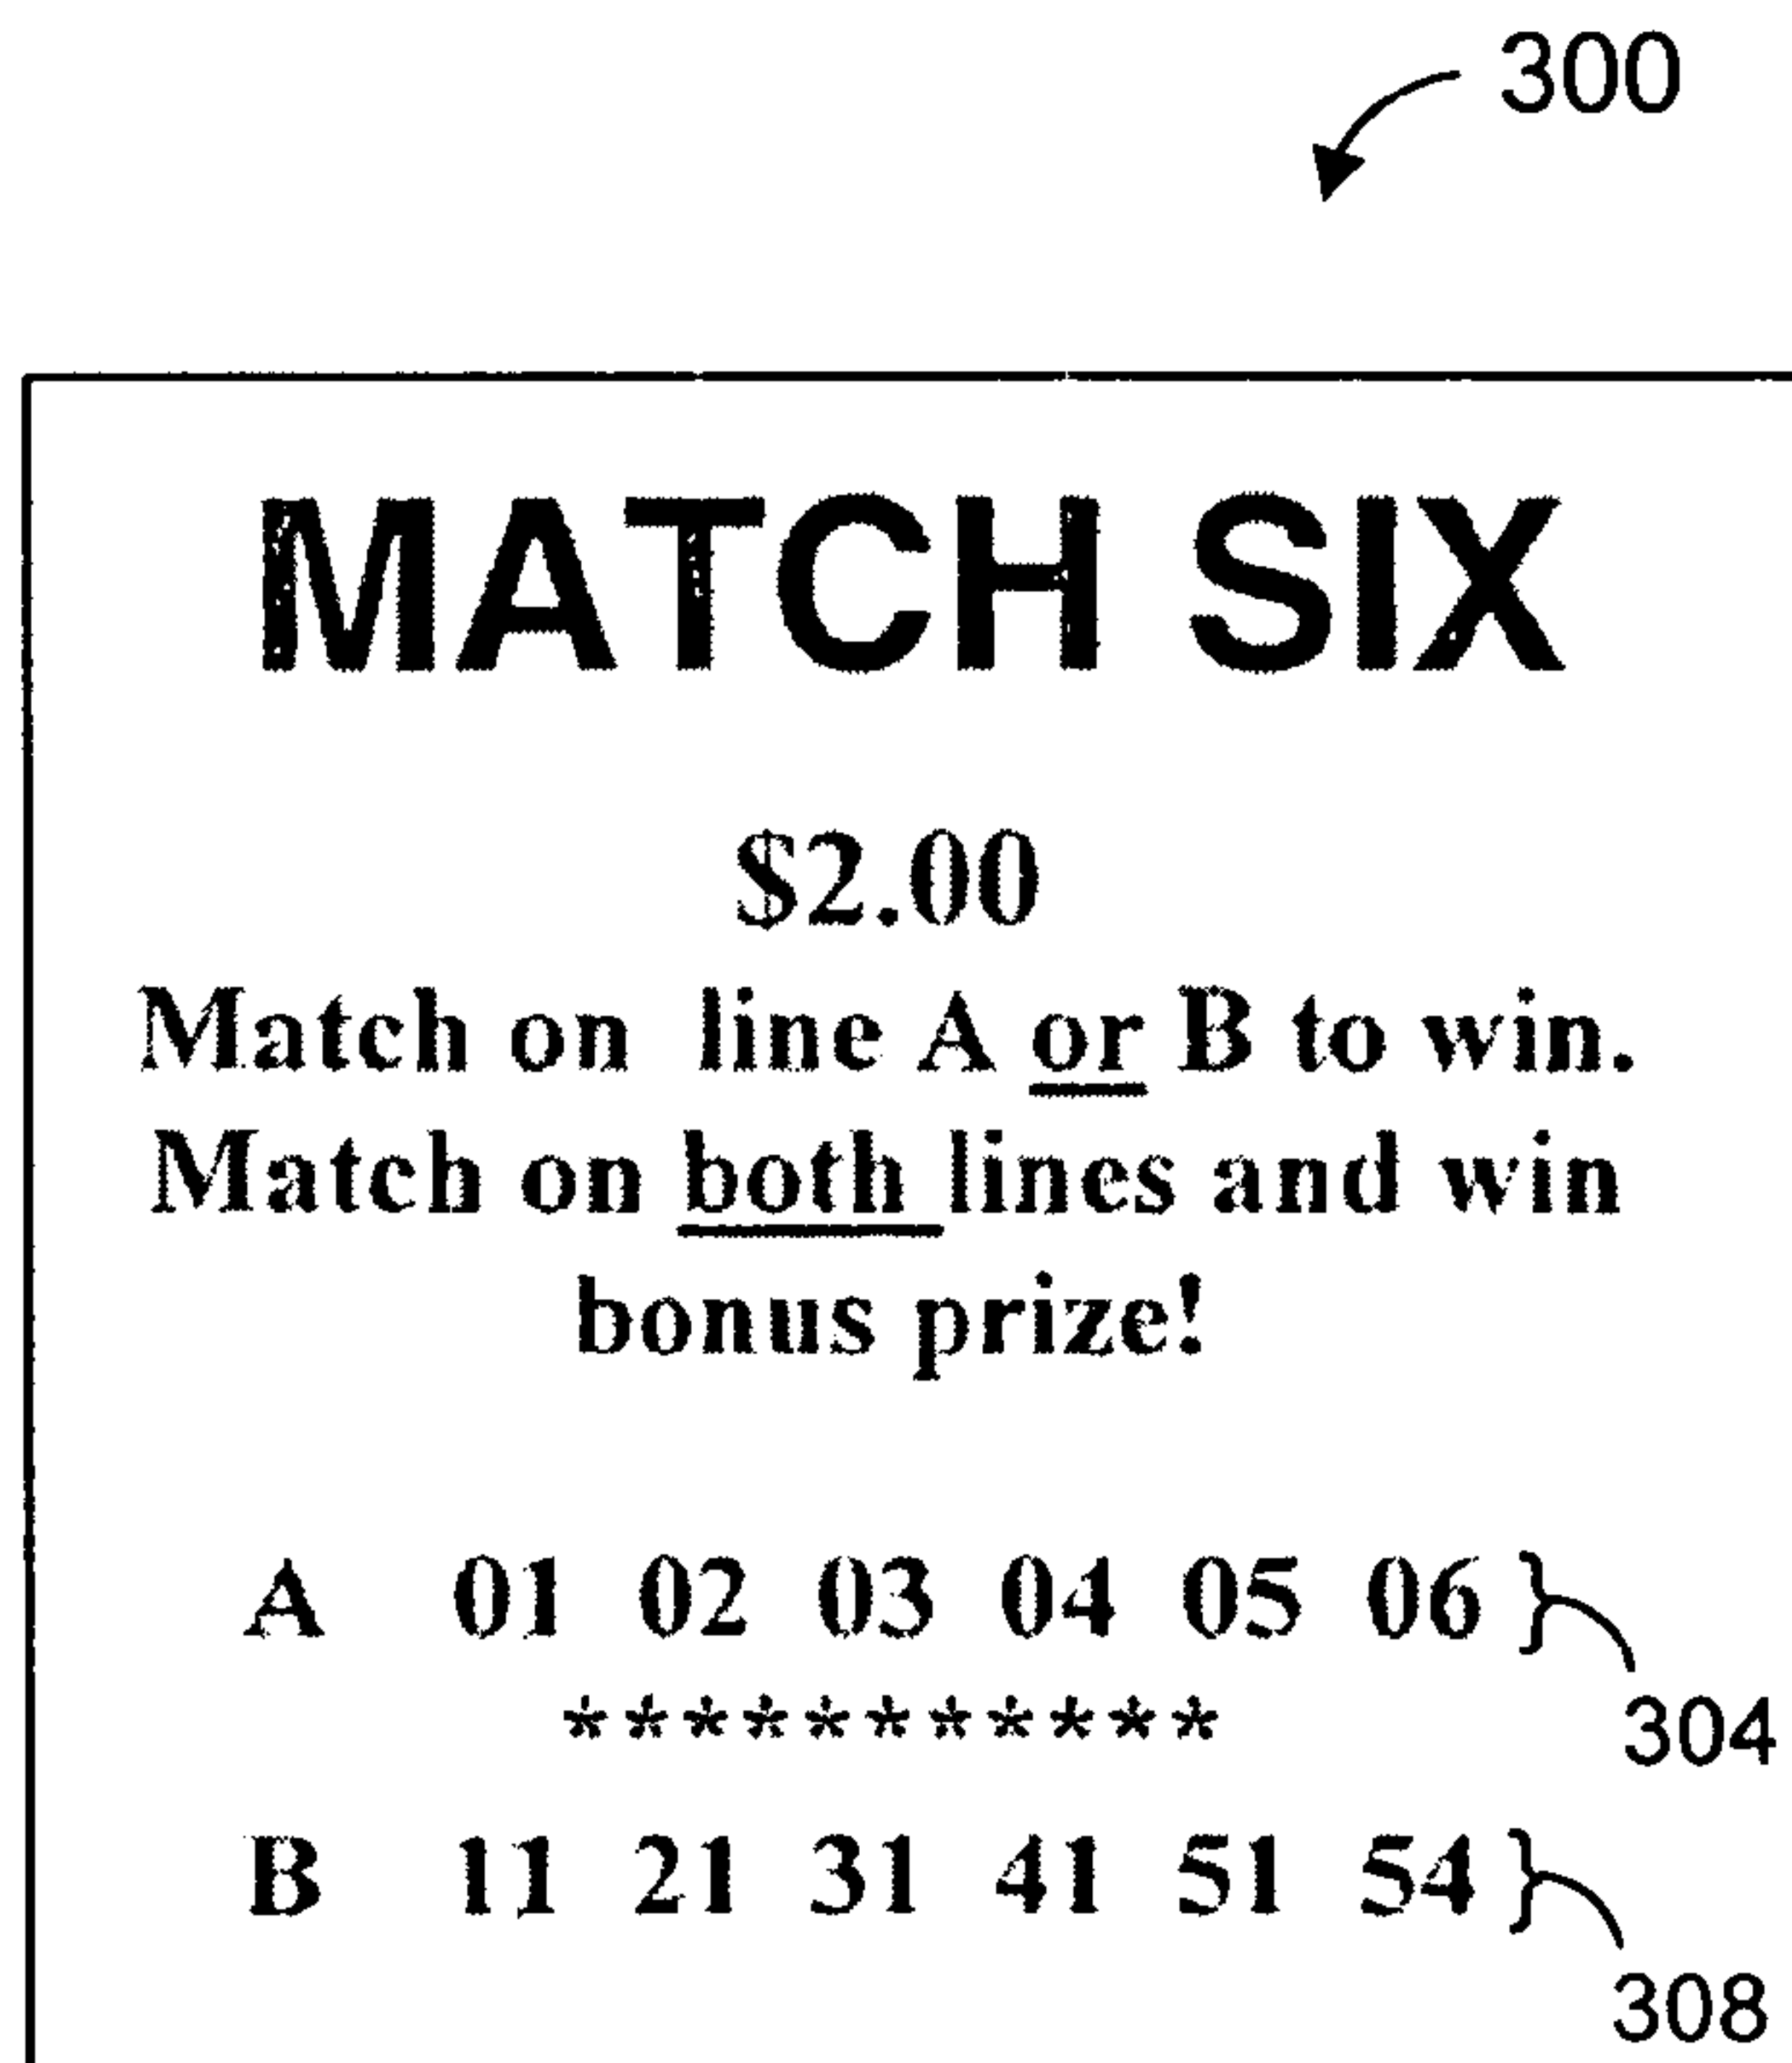 300
MATCH SIX
$2.00
Match on line A or B to win.
Match on both lines and win
bonus prize!
A 01 02 03 04 05 06
***********
304
B 11 21 31 41 51 54
308